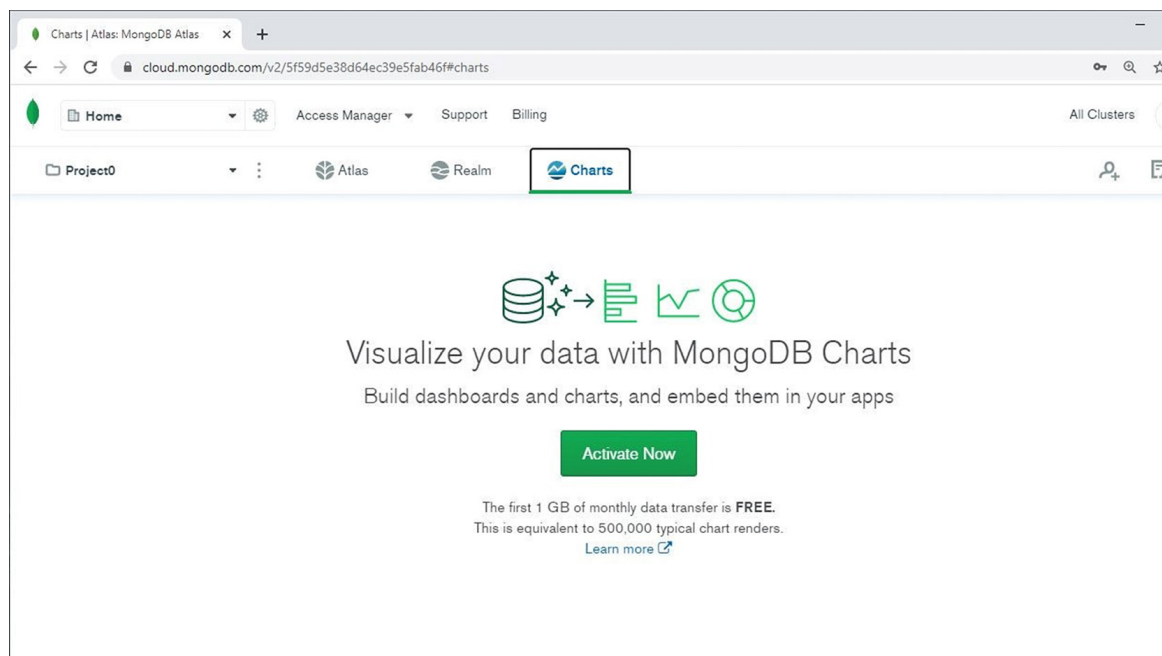 Charts | Atlas: MongoDB Atlas
cloud.mongodb.com/v2/5f59d5e38d64ec39e5fab46f#charts
Home Access Manager Support Billing All Clusters
Project0 Atlas Realm Charts
Visualize your data with MongoDB Charts
Build dashboards and charts, and embed them in your apps
Activate Now
The first 1 GB of monthly data transfer is FREE.
This is equivalent to 500,000 typical chart renders.
Learn more